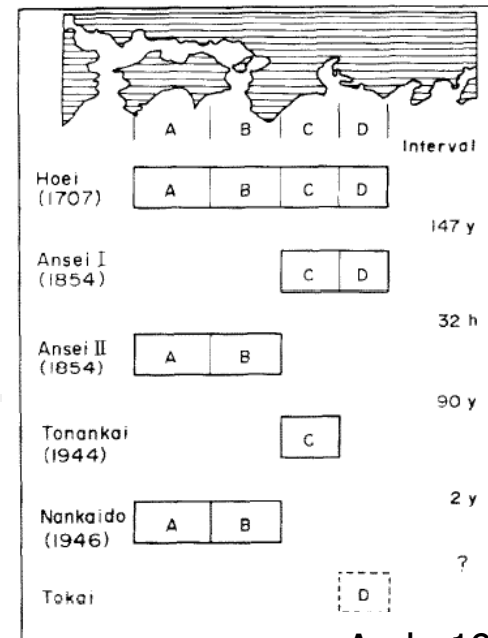 A B C D
Interval
Hoei
(1707)
A B C D
147 y
Ansei I
(1854)
C D
32 h
Ansei II
(1854)
A B
90 y
Tonankai
(1944)
C
2 y
Nankaido
(1946)
A B
?
Tokai
D